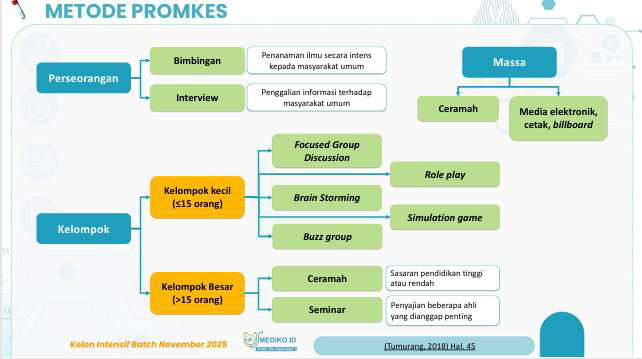 METODE PROMKES
Perseorangan
Bimbingan
Penanaman ilmu secara intens
kepada masyarakat umum
Interview
Penggalian informasi terhadap
masyarakat umum
Massa
Ceramah
Media elektronik,
cetak, billboard
Kelompok
Kelompok kecil
(≤15 orang)
Focused Group
Discussion
Role play
Brain Storming
Simulation game
Buzz group
Kelompok Besar
(>15 orang)
Ceramah
Sasaran pendidikan tinggi
atau rendah
Seminar
Penyajian beberapa ahli
yang dianggap penting
Kelon Intensif Batch November 2025
MEDIKO.ID
(Tumurang, 2018) Hal. 45